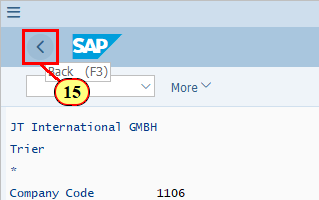 SAP
Back (F3)
15
More
JT International GMBH
Trier
*
Company Code 1106